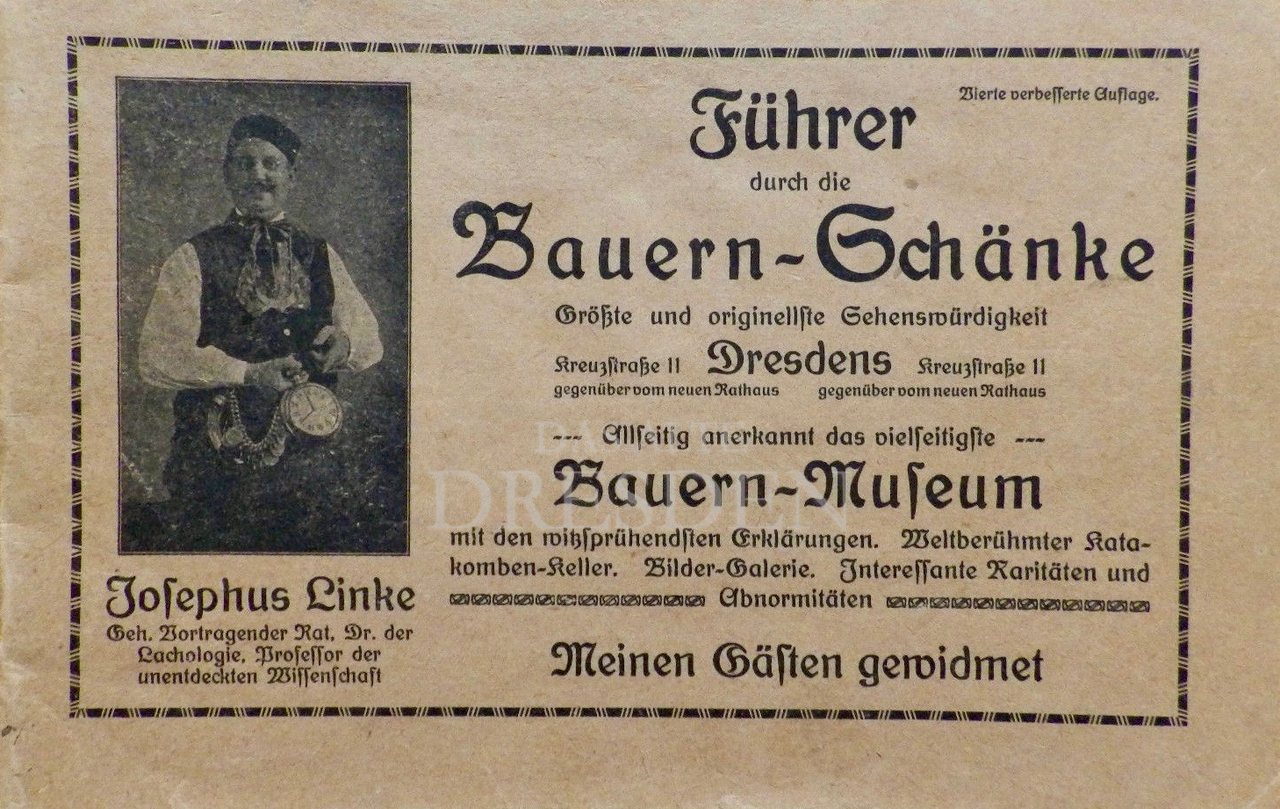 Vierte verbesserte Auflage.
Führer
durch die
Bauern-Schänke
Größte und originellste Sehenswürdigkeit
Kreuzstraße 11 Dresdens Kreuzstraße 11
gegenüber vom neuen Rathaus gegenüber vom neuen Rathaus
--- Allseitig anerkannt das vielseitigste ---
Bauern-Museum
mit den witzsprühendsten Erklärungen. Weltberühmter Kata-
komben-Keller. Bilder-Galerie. Interessante Raritäten und
Abnormitäten
Meinen Gästen gewidmet
Josephus Linke
Geh. Vortragender Rat, Dr. der
Lachologie, Professor der
unentdeckten Wissenschaft
DRESDEN